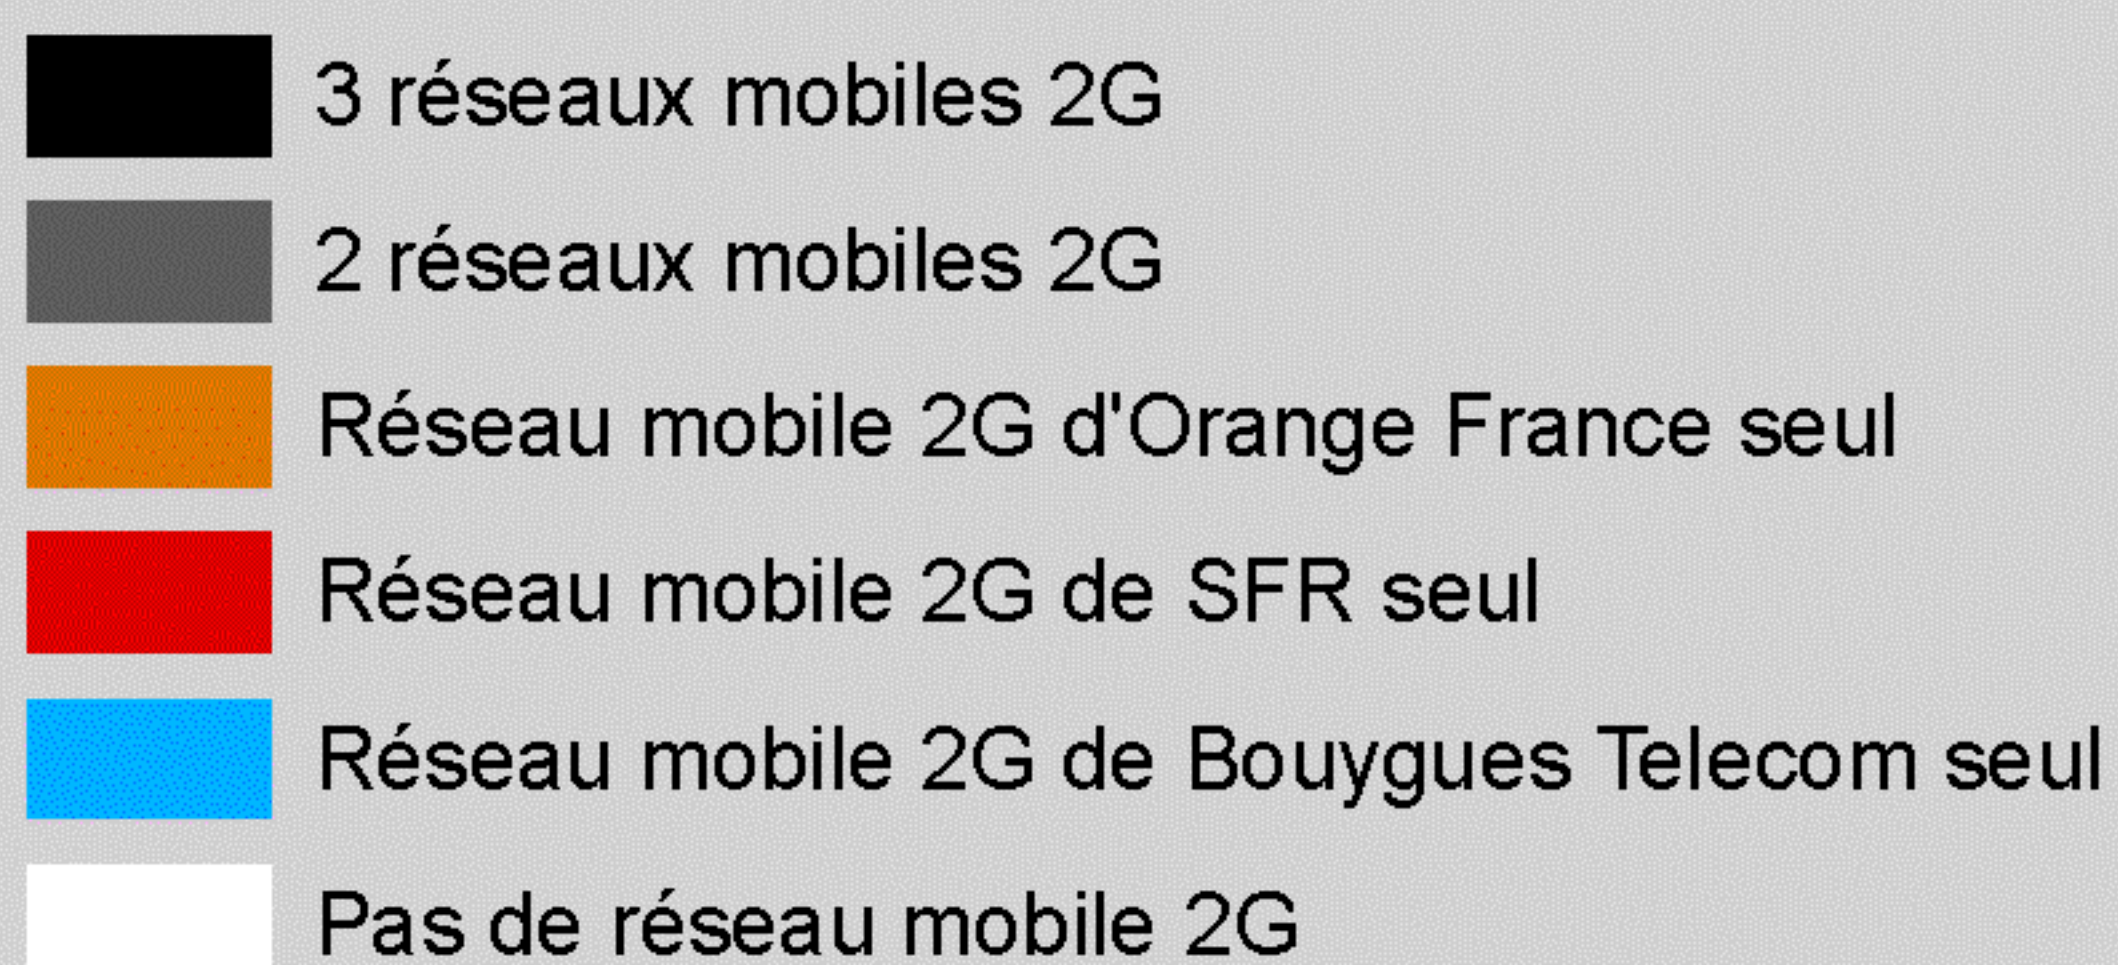 3 réseaux mobiles 2G
2 réseaux mobiles 2G
Réseau mobile 2G d'Orange France seul
Réseau mobile 2G de SFR seul
Réseau mobile 2G de Bouygues Telecom seul
Pas de réseau mobile 2G